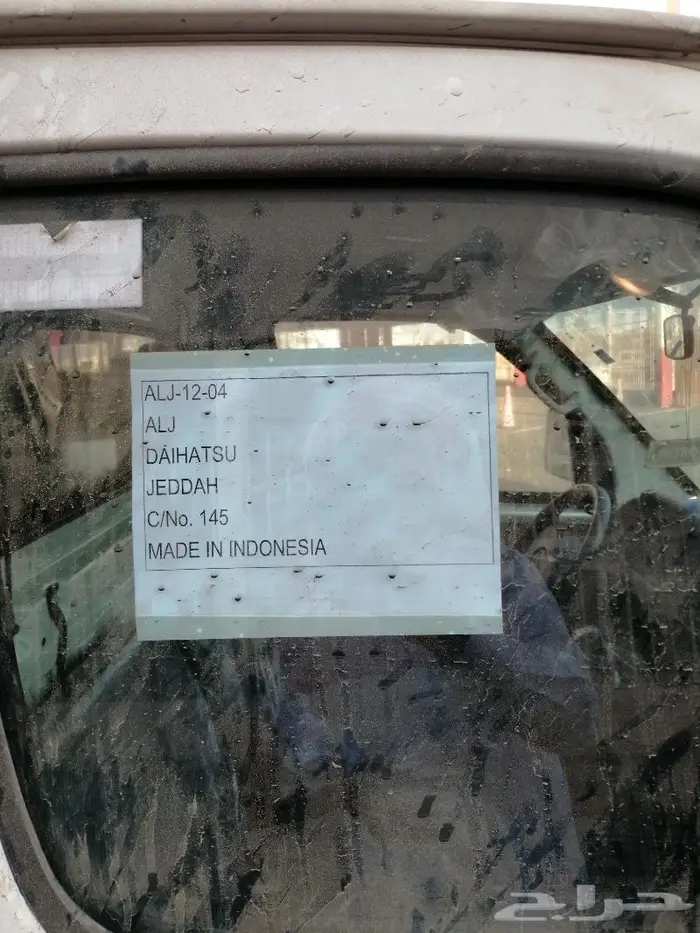 ALJ-12-04
ALJ
DAIHATSU
JEDDAH
C/No. 145
MADE IN INDONESIA
حراج